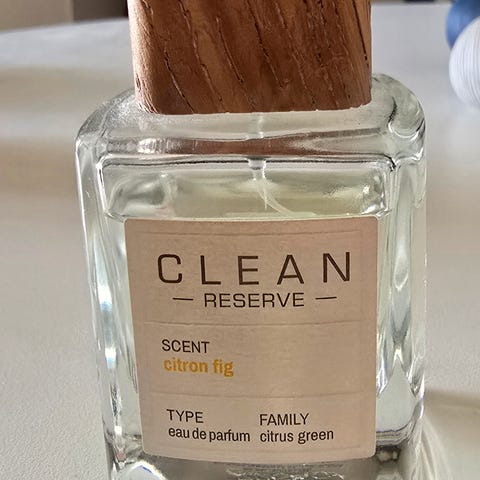 CLEAN
— RESERVE —
SCENT
citron fig
TYPE FAMILY
eau de parfum citrus green